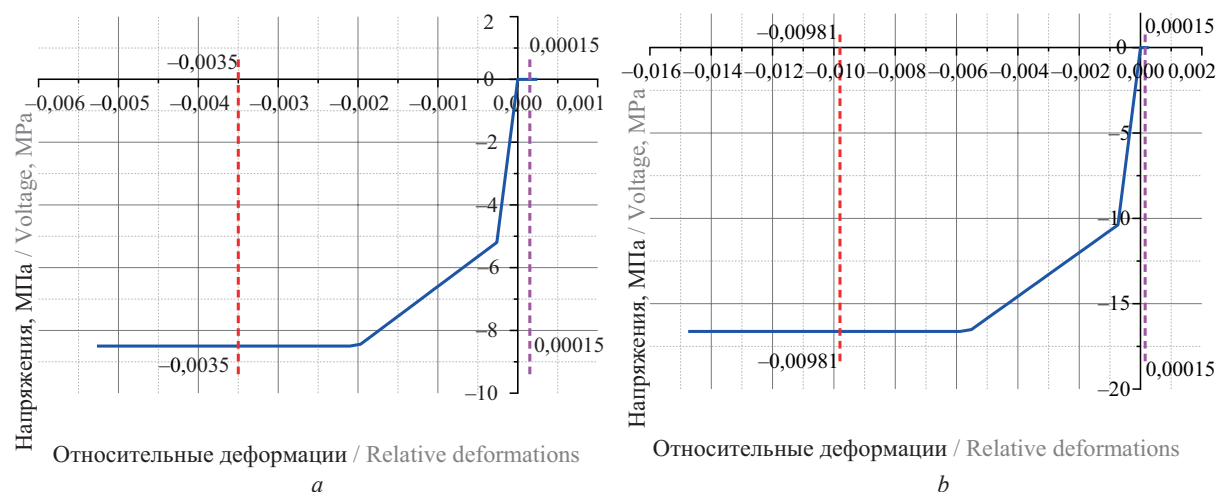 2
0,00015
–0,0035
0
–0,006 –0,005 –0,004 –0,003 –0,002 –0,001 0,000 0,001
–2
–4
–6
–8
–10
–0,0035
0,00015
Напряжения, МПа / Voltage, MPa
Относительные деформации / Relative deformations
a
–0,00981
0,00015
0
–0,016 –0,014 –0,012 –0,010 –0,008 –0,006 –0,004 –0,002 0,000 0,002
–5
–10
–15
–20
–0,00981
0,00015
Напряжения, МПа / Voltage, MPa
Относительные деформации / Relative deformations
b